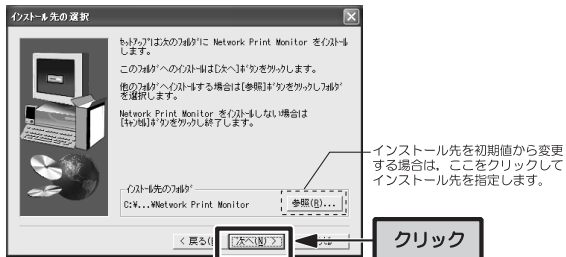 インストール先の選択
セットアップは次のフォルダに Network Print Monitor をインストール
します。
このフォルダへのインストールは[次へ]ボタンをクリックします。
他のフォルダへインストールする場合は[参照]ボタンをクリックしフォルダ
を選択します。
Network Print Monitor をインストールしない場合は
[キャンセル]ボタンをクリックし終了します。
インストール先のフォルダ
C:¥...¥Network Print Monitor
参照(R)...
< 戻る(
次へ(N) >
インストール先を初期値から変更
する場合は，ここをクリックして
インストール先を指定します。
クリック